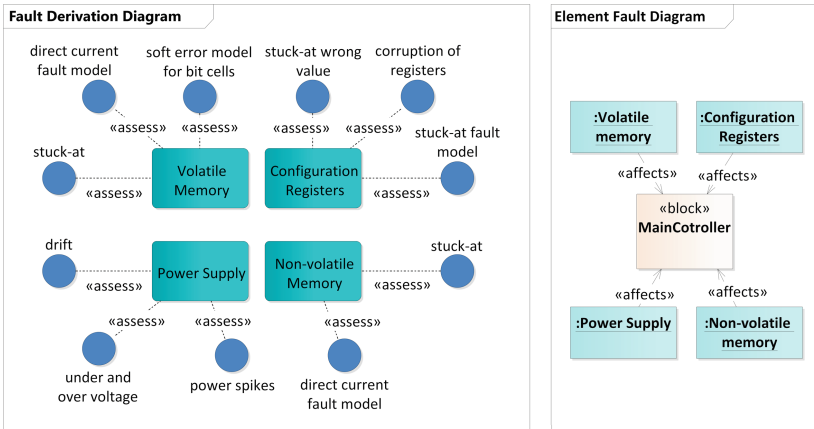 Fault Derivation Diagram
direct current
fault model
soft error model
for bit cells
stuck-at wrong
value
corruption of
registers
«assess»
«assess»
«assess»
«assess»
stuck-at
stuck-at fault
model
Volatile
Memory
Configuration
Registers
«assess»
«assess»
drift
stuck-at
Power Supply
Non-volatile
Memory
«assess»
«assess»
«assess»
«assess»
«assess»
under and
over voltage
power spikes
direct current
fault model
Element Fault Diagram
:Volatile
memory
:Configuration
Registers
«affects»
«affects»
«block»
MainCotroller
«affects»
«affects»
:Power Supply
:Non-volatile
memory